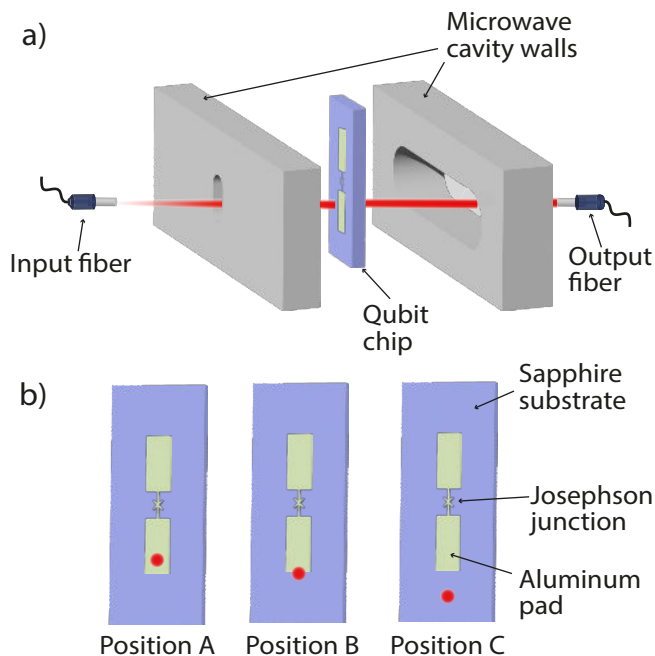 a)
Microwave
cavity walls
Input fiber
Output
fiber
Qubit
chip
b)
Sapphire
substrate
Josephson
junction
Aluminum
pad
Position A
Position B
Position C